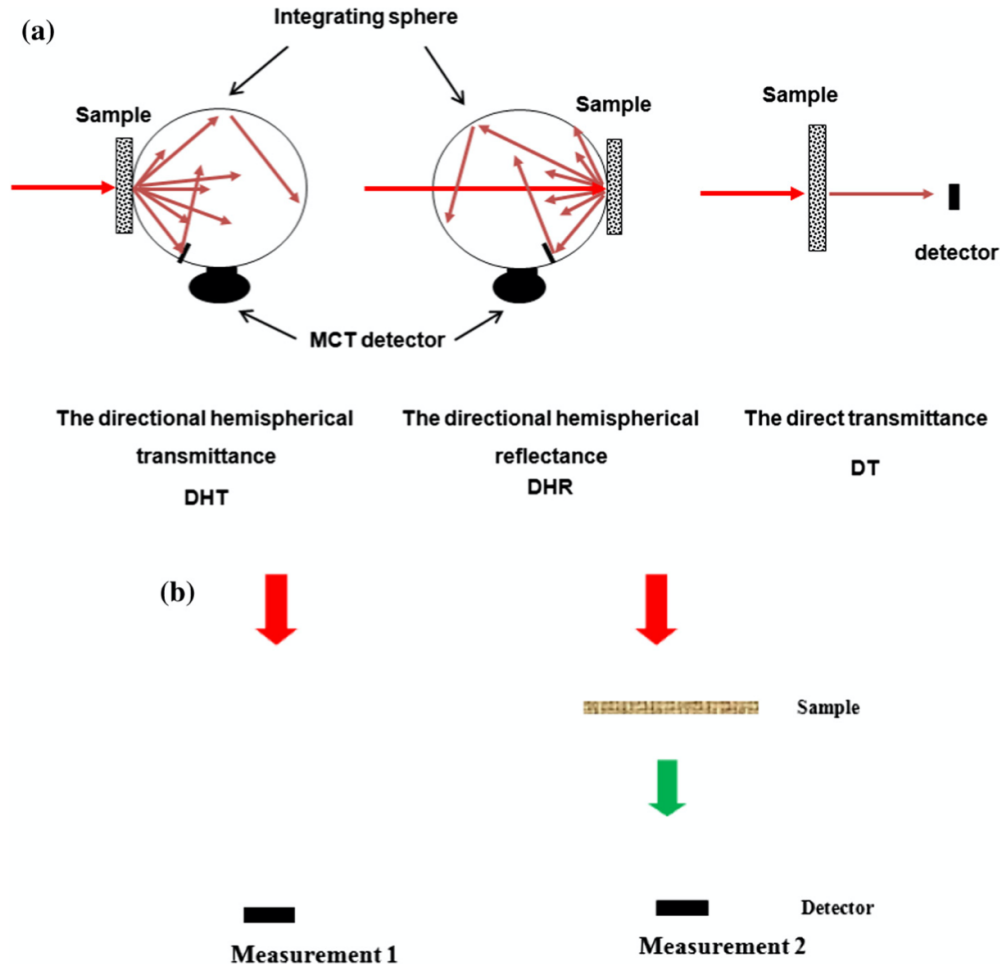 (a)
Integrating sphere
Sample
Sample
Sample
detector
MCT detector
The directional hemispherical
transmittance
DHT
The directional hemispherical
reflectance
DHR
The direct transmittance
DT
(b)
Sample
Detector
Measurement 1
Measurement 2